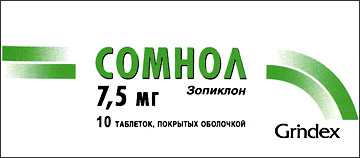 СОМНОЛ
7,5 мг Зопиклон
10 ТАБЛЕТОК, ПОКРЫТЫХ ОБОЛОЧКОЙ
Grindex